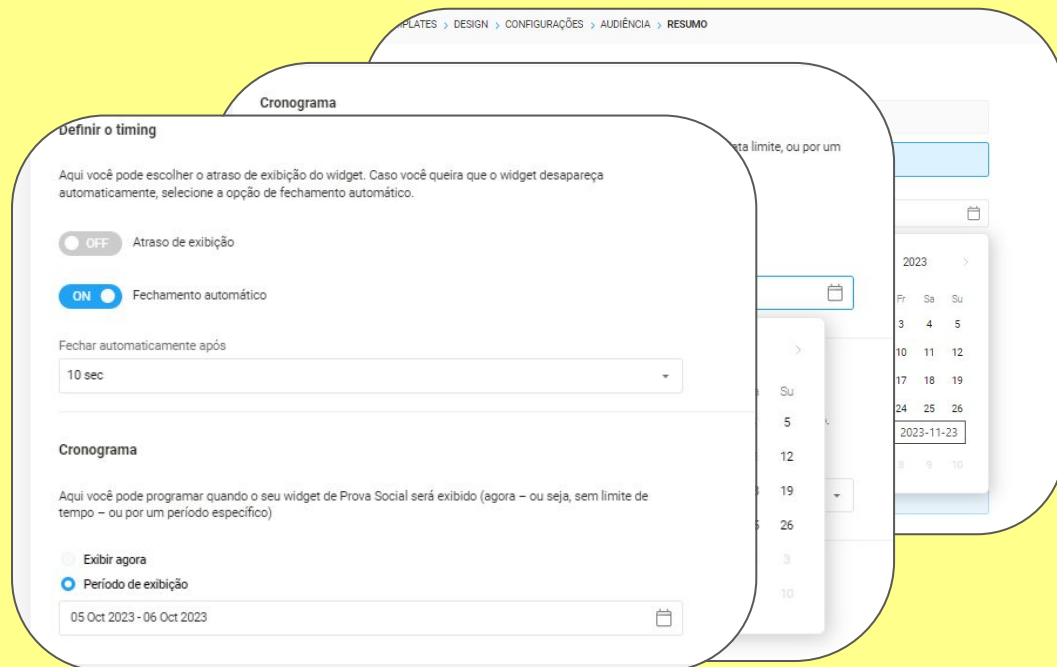 PLATES > DESIGN > CONFIGURAÇÕES > AUDIÊNCIA > RESUMO
Cronograma
ata limite, ou por um
Definir o timing
Aqui você pode escolher o atraso de exibição do widget. Caso você queira que o widget desapareça
automaticamente, selecione a opção de fechamento automático.
OFF Atraso de exibição
ON Fechamento automático
Fechar automaticamente após
10 sec
Cronograma
Aqui você pode programar quando o seu widget de Prova Social será exibido (agora – ou seja, sem limite de
tempo – ou por um período específico)
Exibir agora
Período de exibição
05 Oct 2023 - 06 Oct 2023
>
Su
5
12
19
26
3
10
2023 >
Fr Sa Su
3 4 5
10 11 12
17 18 19
24 25 26
2023-11-23
8 9 10